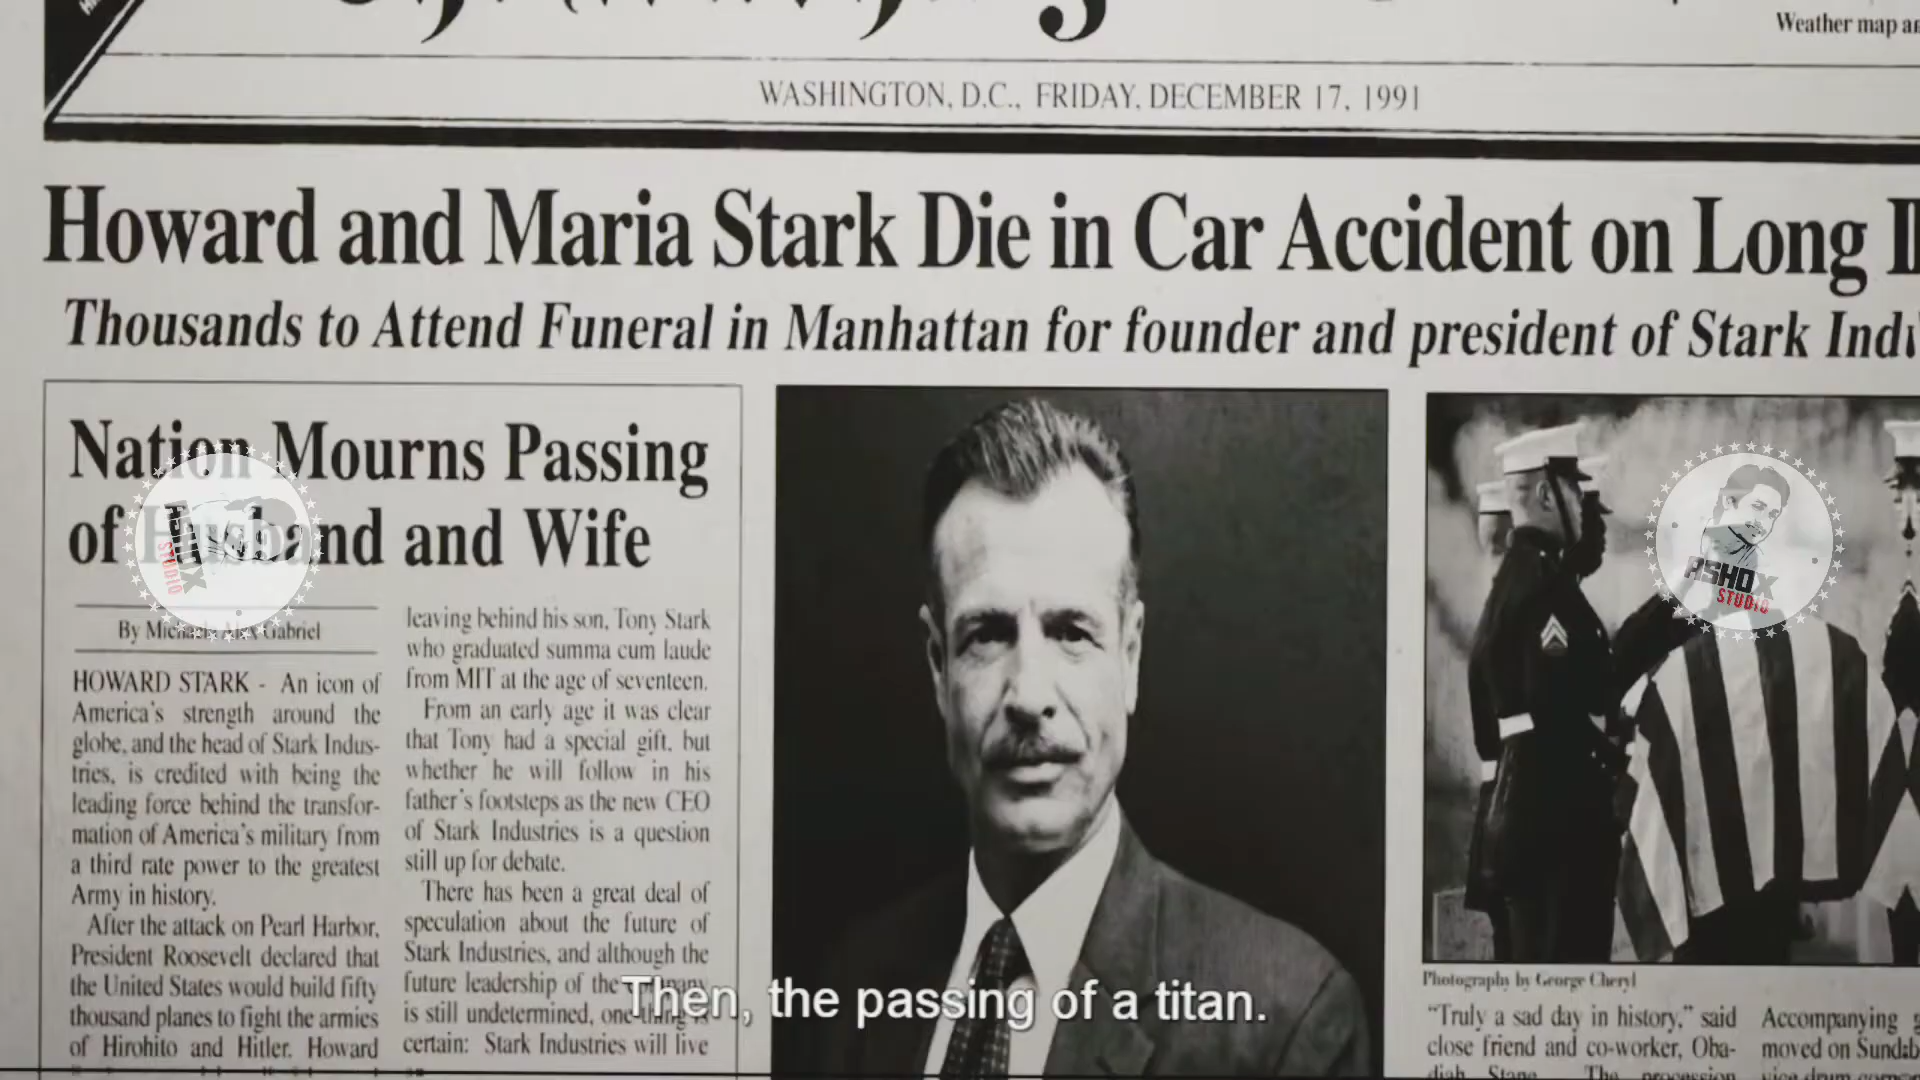 Weather map
WASHINGTON, D.C., FRIDAY, DECEMBER 17, 1991
Howard and Maria Stark Die in Car Accident on Long
Thousands to Attend Funeral in Manhattan for founder and president of Stark
Nation Mourns Passing
of Husband and Wife
By Gabriel
HOWARD STARK - An icon of
America's strength around the
globe, and the head of Stark Indus-
tries, is credited with being the
leading force behind the transfor-
mation of America's military from
a third rate power to the greatest
Army in history.
After the attack on Pearl Harbor,
President Roosevelt declared that
the United States would build fifty
thousand planes to fight the armies
of Hirohito and Hitler. Howard
leaving behind his son, Tony Stark
who graduated summa cum laude
from MIT at the age of seventeen.
From an early age it was clear
that Tony had a special gift, but
whether he will follow in his
father's footsteps as the new CEO
of Stark Industries is a question
still up for debate.
There has been a great deal of
speculation about the future of
Stark Industries, and although the
future leadership of the company
is still undetermined, one thing is
certain: Stark Industries will live
Photography by George Cheryl
"Truly a sad day in history," said
close friend and co-worker, Oba-
diah Stane. The procession
Accompanying
moved on
ASHOX
STUDIO
Then, the passing of a titan.